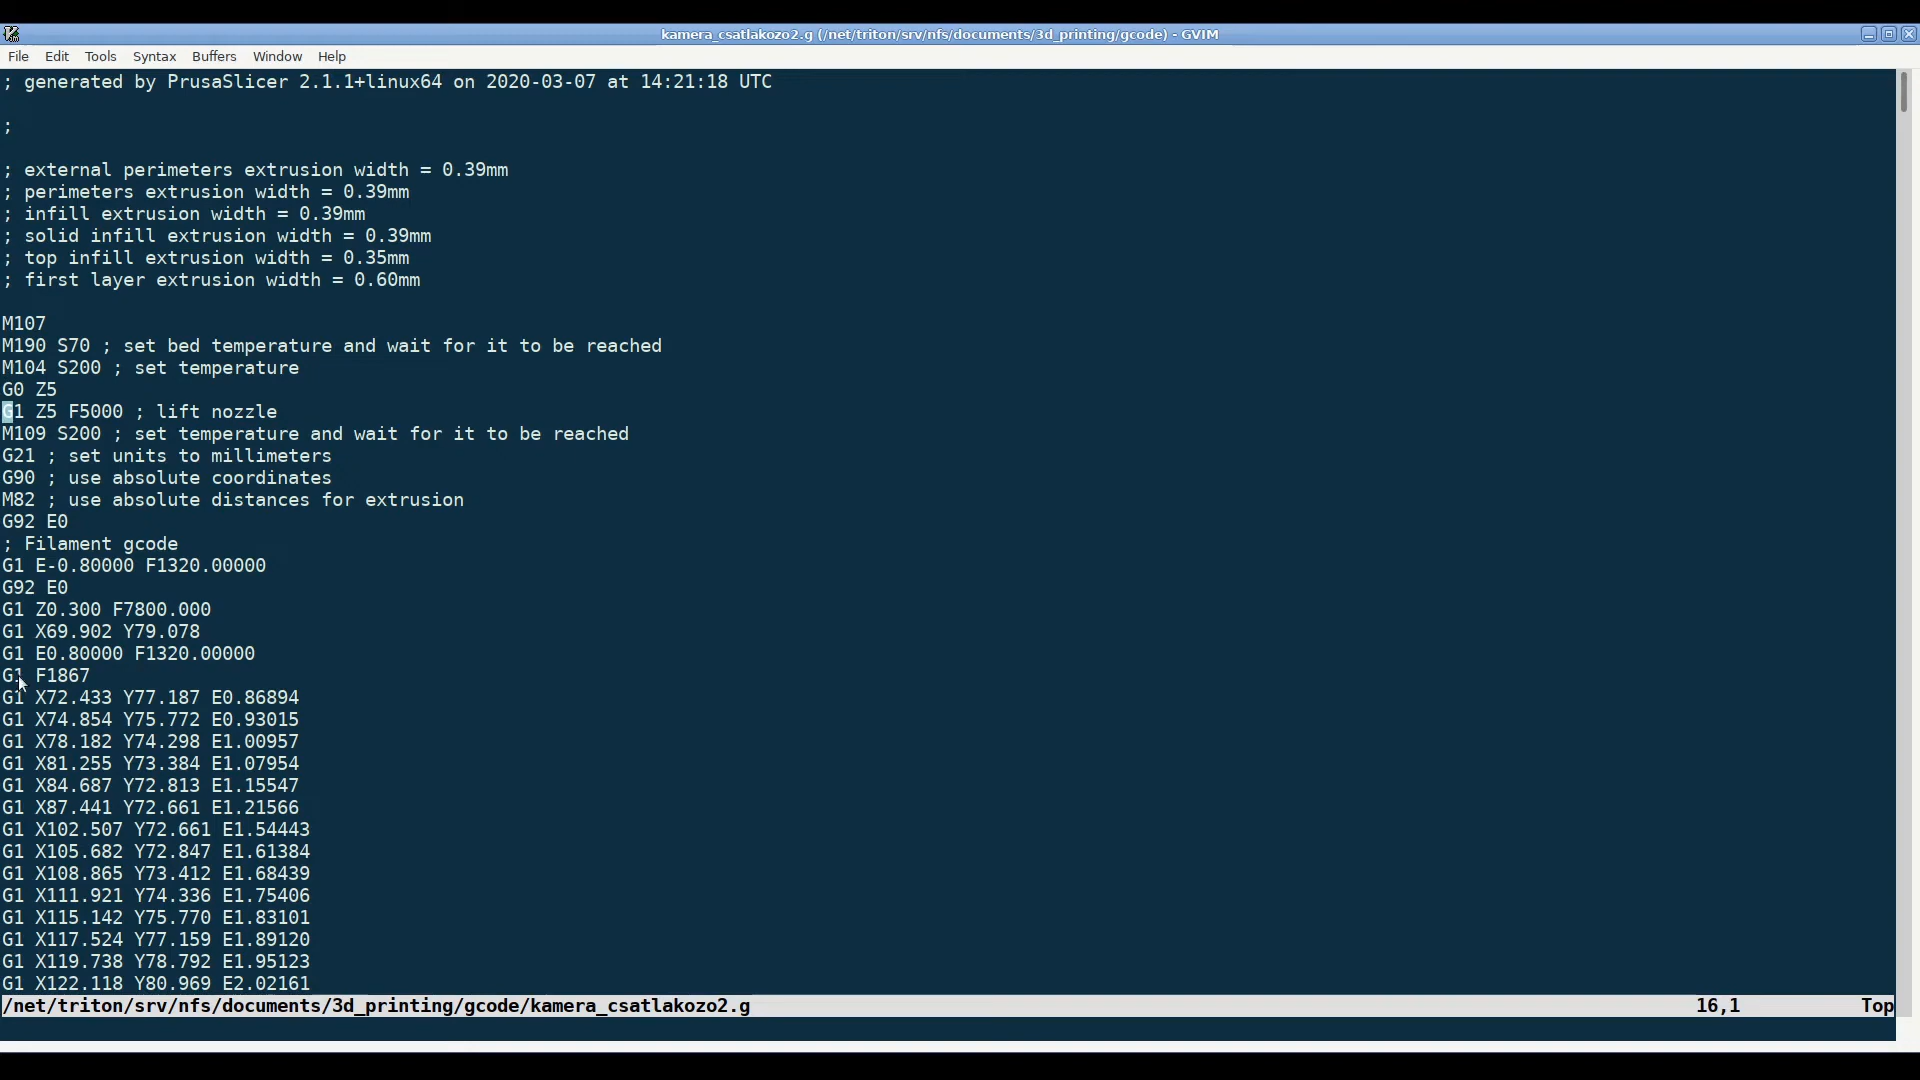 kamera_csatlakozo2.g (/net/triton/srv/nfs/documents/3d_printing/gcode) - GVIM
File Edit Tools Syntax Buffers Window Help
; generated by PrusaSlicer 2.1.1+linux64 on 2020-03-07 at 14:21:18 UTC
;
; external perimeters extrusion width = 0.39mm
; perimeters extrusion width = 0.39mm
; infill extrusion width = 0.39mm
; solid infill extrusion width = 0.39mm
; top infill extrusion width = 0.35mm
; first layer extrusion width = 0.60mm
M107
M190 S70 ; set bed temperature and wait for it to be reached
M104 S200 ; set temperature
G0 Z5
G1 Z5 F5000 ; lift nozzle
M109 S200 ; set temperature and wait for it to be reached
G21 ; set units to millimeters
G90 ; use absolute coordinates
M82 ; use absolute distances for extrusion
G92 E0
; Filament gcode
G1 E-0.80000 F1320.00000
G92 E0
G1 Z0.300 F7800.000
G1 X69.902 Y79.078
G1 E0.80000 F1320.00000
G1 F1867
G1 X72.433 Y77.187 E0.86894
G1 X74.854 Y75.772 E0.93015
G1 X78.182 Y74.298 E1.00957
G1 X81.255 Y73.384 E1.07954
G1 X84.687 Y72.813 E1.15547
G1 X87.441 Y72.661 E1.21566
G1 X102.507 Y72.661 E1.54443
G1 X105.682 Y72.847 E1.61384
G1 X108.865 Y73.412 E1.68439
G1 X111.921 Y74.336 E1.75406
G1 X115.142 Y75.770 E1.83101
G1 X117.524 Y77.159 E1.89120
G1 X119.738 Y78.792 E1.95123
G1 X122.118 Y80.969 E2.02161
/net/triton/srv/nfs/documents/3d_printing/gcode/kamera_csatlakozo2.g 16,1 Top